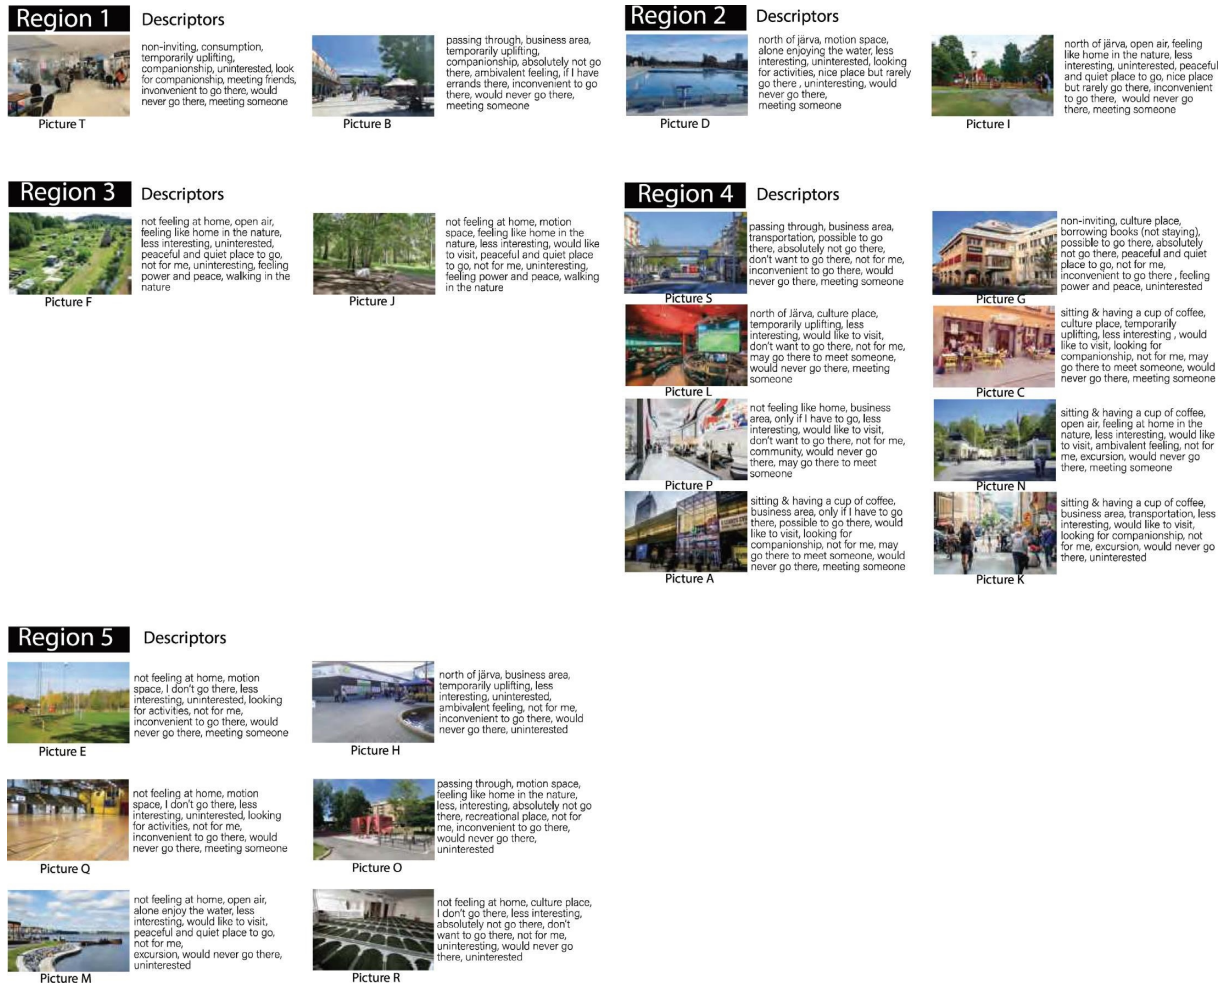 Region 1
Descriptors
non-inviting, consumption,
temporarily uplifting,
companionship, uninterested, look
for companionship, meeting friends,
invonvenient to go there, would
never go there, meeting someone
Picture T
passing through, business area,
temporarily uplifting,
companionship, absolutely not go
there, ambivalent feeling, if I have
errands there, inconvenient to go
there, would never go there,
meeting someone
Picture B
Region 2
Descriptors
north of järva, motion space,
alone enjoying the water, less
interesting, uninterested, looking
for activities, nice place but rarely
go there , uninteresting, would
never go there,
meeting someone
Picture D
north of järva, open air, feeling
like home in the nature, less
interesting, uninterested, peaceful
and quiet place to go, nice place
but rarely go there, inconvenient
to go there, would never go
there, meeting someone
Picture I
Region 3
Descriptors
not feeling at home, open air,
feeling like home in the nature,
less interesting, uninterested,
peaceful and quiet place to go,
not for me, uninteresting, feeling
power and peace, walking in the
nature
Picture F
not feeling at home, motion
space, feeling like home in the
nature, less interesting, would like
to visit, peaceful and quiet place
to go, not for me, uninteresting,
feeling power and peace, walking
in the nature
Picture J
Region 4
Descriptors
passing through, business area,
transportation, possible to go
there, absolutely not go there,
don't want to go there, not for me,
inconvenient to go there, would
never go there, meeting someone
Picture S
non-inviting, culture place,
borrowing books (not staying),
possible to go there, absolutely
not go there, peaceful and quiet
place to go, not for me,
inconvenient to go there , feeling
power and peace, uninterested
Picture G
north of Järva, culture place,
temporarily uplifting, less
interesting, would like to visit,
don't want to go there, not for me,
may go there to meet someone,
would never go there, meeting
someone
Picture L
sitting & having a cup of coffee,
culture place, temporarily
uplifting, less interesting , would
like to visit, looking for
companionship, not for me, may
go there to meet someone, would
never go there, meeting someone
Picture C
not feeling like home, business
area, only if I have to go, less
interesting, would like to visit,
don't want to go there, not for me,
community, would never go
there, may go there to meet
someone
Picture P
sitting & having a cup of coffee,
open air, feeling at home in the
nature, less interesting, would like
to visit, ambivalent feeling, not for
me, excursion, would never go
there, meeting someone
Picture N
sitting & having a cup of coffee,
business area, only if I have to go
there, possible to go there, would
like to visit, looking for
companionship, not for me, may
go there to meet someone, would
never go there, meeting someone
Picture A
sitting & having a cup of coffee,
business area, transportation, less
interesting, would like to visit,
looking for companionship, not
for me, excursion, would never go
there, uninterested
Picture K
Region 5
Descriptors
not feeling at home, motion
space, I don't go there, less
interesting, uninterested, looking
for activities, not for me,
inconvenient to go there, would
never go there, meeting someone
Picture E
north of järva, business area,
temporarily uplifting, less
interesting, uninterested,
ambivalent feeling, not for me,
inconvenient to go there, would
never go there, uninterested
Picture H
not feeling at home, motion
space, I don't go there, less
interesting, uninterested, looking
for activities, not for me,
inconvenient to go there, would
never go there, meeting someone
Picture Q
passing through, motion space,
feeling like home in the nature,
less, interesting, absolutely not go
there, recreational place, not for
me, inconvenient to go there,
would never go there,
uninterested
Picture O
not feeling at home, open air,
alone enjoy the water, less
interesting, would like to visit,
peaceful and quiet place to go,
not for me,
excursion, would never go there,
uninterested
Picture M
not feeling at home, culture place,
I don't go there, less interesting,
absolutely not go there, don't
want to go there, not for me,
uninteresting, would never go
there, uninterested
Picture R